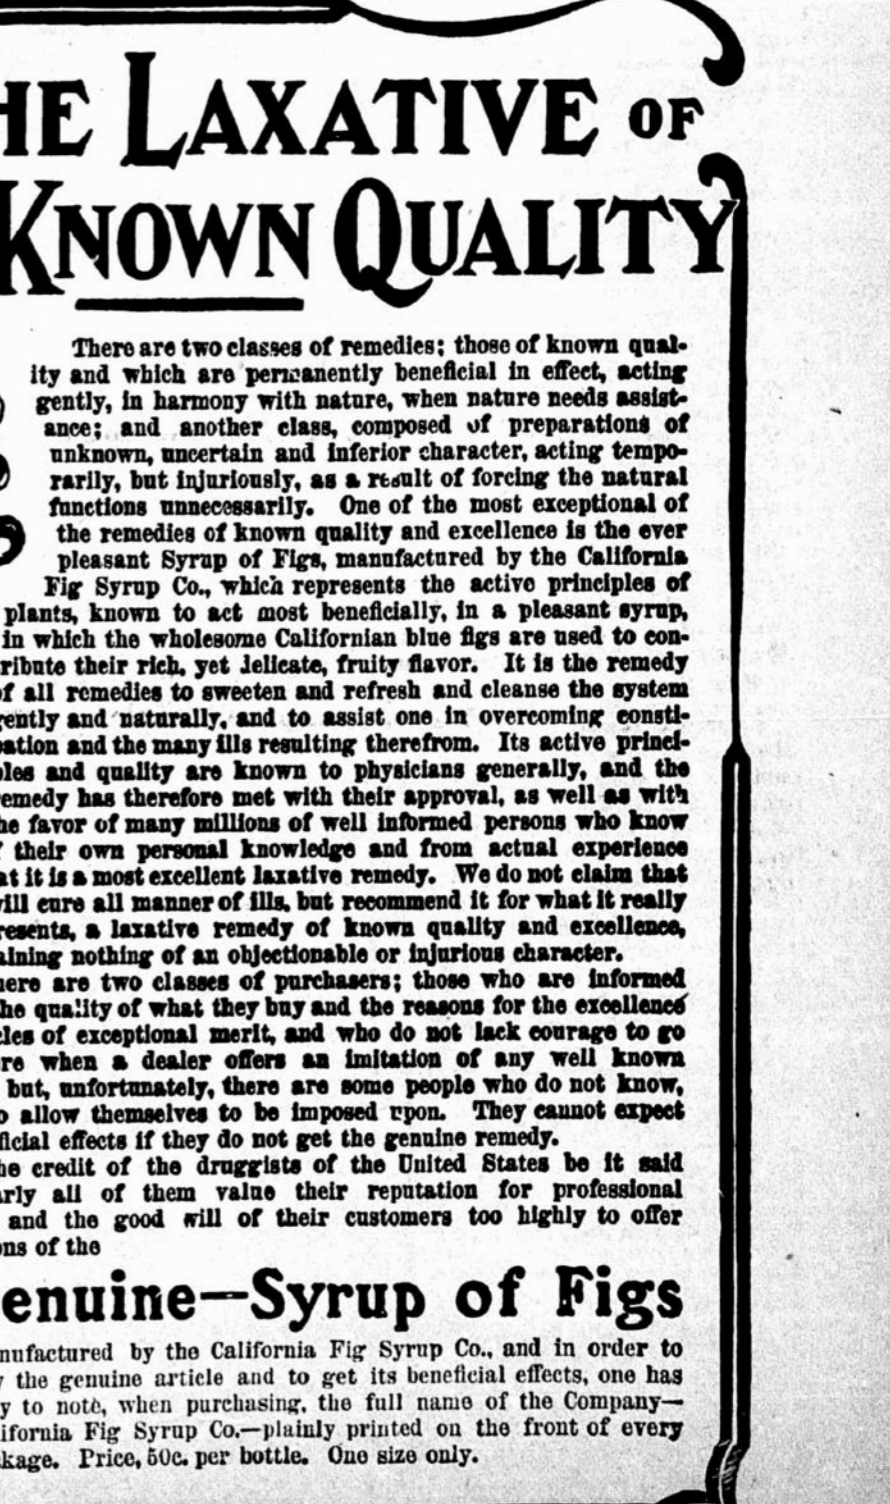 HE LAXATIVE OF
KNOWN QUALITY
There are two classes of remedies; those of known qual-
ity and which are permanently beneficial in effect, acting
gently, in harmony with nature, when nature needs assist-
ance; and another class, composed of preparations of
unknown, uncertain and inferior character, acting tempo-
rarily, but injuriously, as a result of forcing the natural
functions unnecessarily. One of the most exceptional of
the remedies of known quality and excellence is the ever
pleasant Syrup of Figs, manufactured by the California
Fig Syrup Co., which represents the active principles of
plants, known to act most beneficially, in a pleasant syrup,
in which the wholesome Californian blue figs are used to con-
ribute their rich, yet delicate, fruity flavor. It is the remedy
of all remedies to sweeten and refresh and cleanse the system
gently and naturally, and to assist one in overcoming consti-
pation and the many ills resulting therefrom. Its active princi-
ples and quality are known to physicians generally, and the
remedy has therefore met with their approval, as well as with
he favor of many millions of well informed persons who know
f their own personal knowledge and from actual experience
at it is a most excellent laxative remedy. We do not claim that
will cure all manner of ills, but recommend it for what it really
resents, a laxative remedy of known quality and excellence,
aining nothing of an objectionable or injurious character.
here are two classes of purchasers; those who are informed
he quality of what they buy and the reasons for the excellence
cles of exceptional merit, and who do not lack courage to go
re when a dealer offers an imitation of any well known
but, unfortunately, there are some people who do not know,
o allow themselves to be imposed upon. They cannot expect
ficial effects if they do not get the genuine remedy.
he credit of the druggists of the United States be it said
arly all of them value their reputation for professional
and the good will of their customers too highly to offer
ons of the
enuine—Syrup of Figs
nufactured by the California Fig Syrup Co., and in order to
y the genuine article and to get its beneficial effects, one has
y to note, when purchasing, the full name of the Company—
ifornia Fig Syrup Co.—plainly printed on the front of every
kage. Price, 50c. per bottle. One size only.